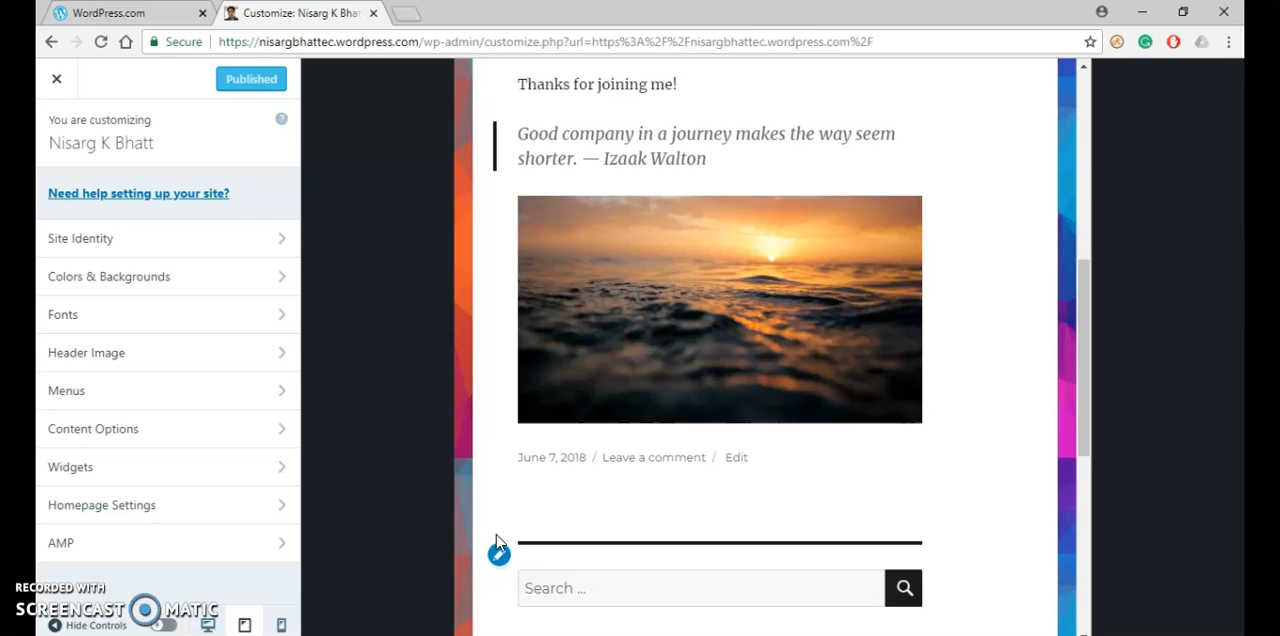 WordPress.com
Customize: Nisarg K Bhat
Secure
https://nisargbhattec.wordpress.com/wp-admin/customize.php?url=https%3A%2F%2Fnisargbhattec.wordpress.com%2F
Published
You are customizing
Nisarg K Bhatt
Need help setting up your site?
Site Identity
Colors & Backgrounds
Fonts
Header Image
Menus
Content Options
Widgets
Homepage Settings
AMP
Hide Controls
Thanks for joining me!
Good company in a journey makes the way seem
shorter. — Izaak Walton
June 7, 2018 / Leave a comment / Edit
Search ...
RECORDED WITH
SCREENCAST MATIC